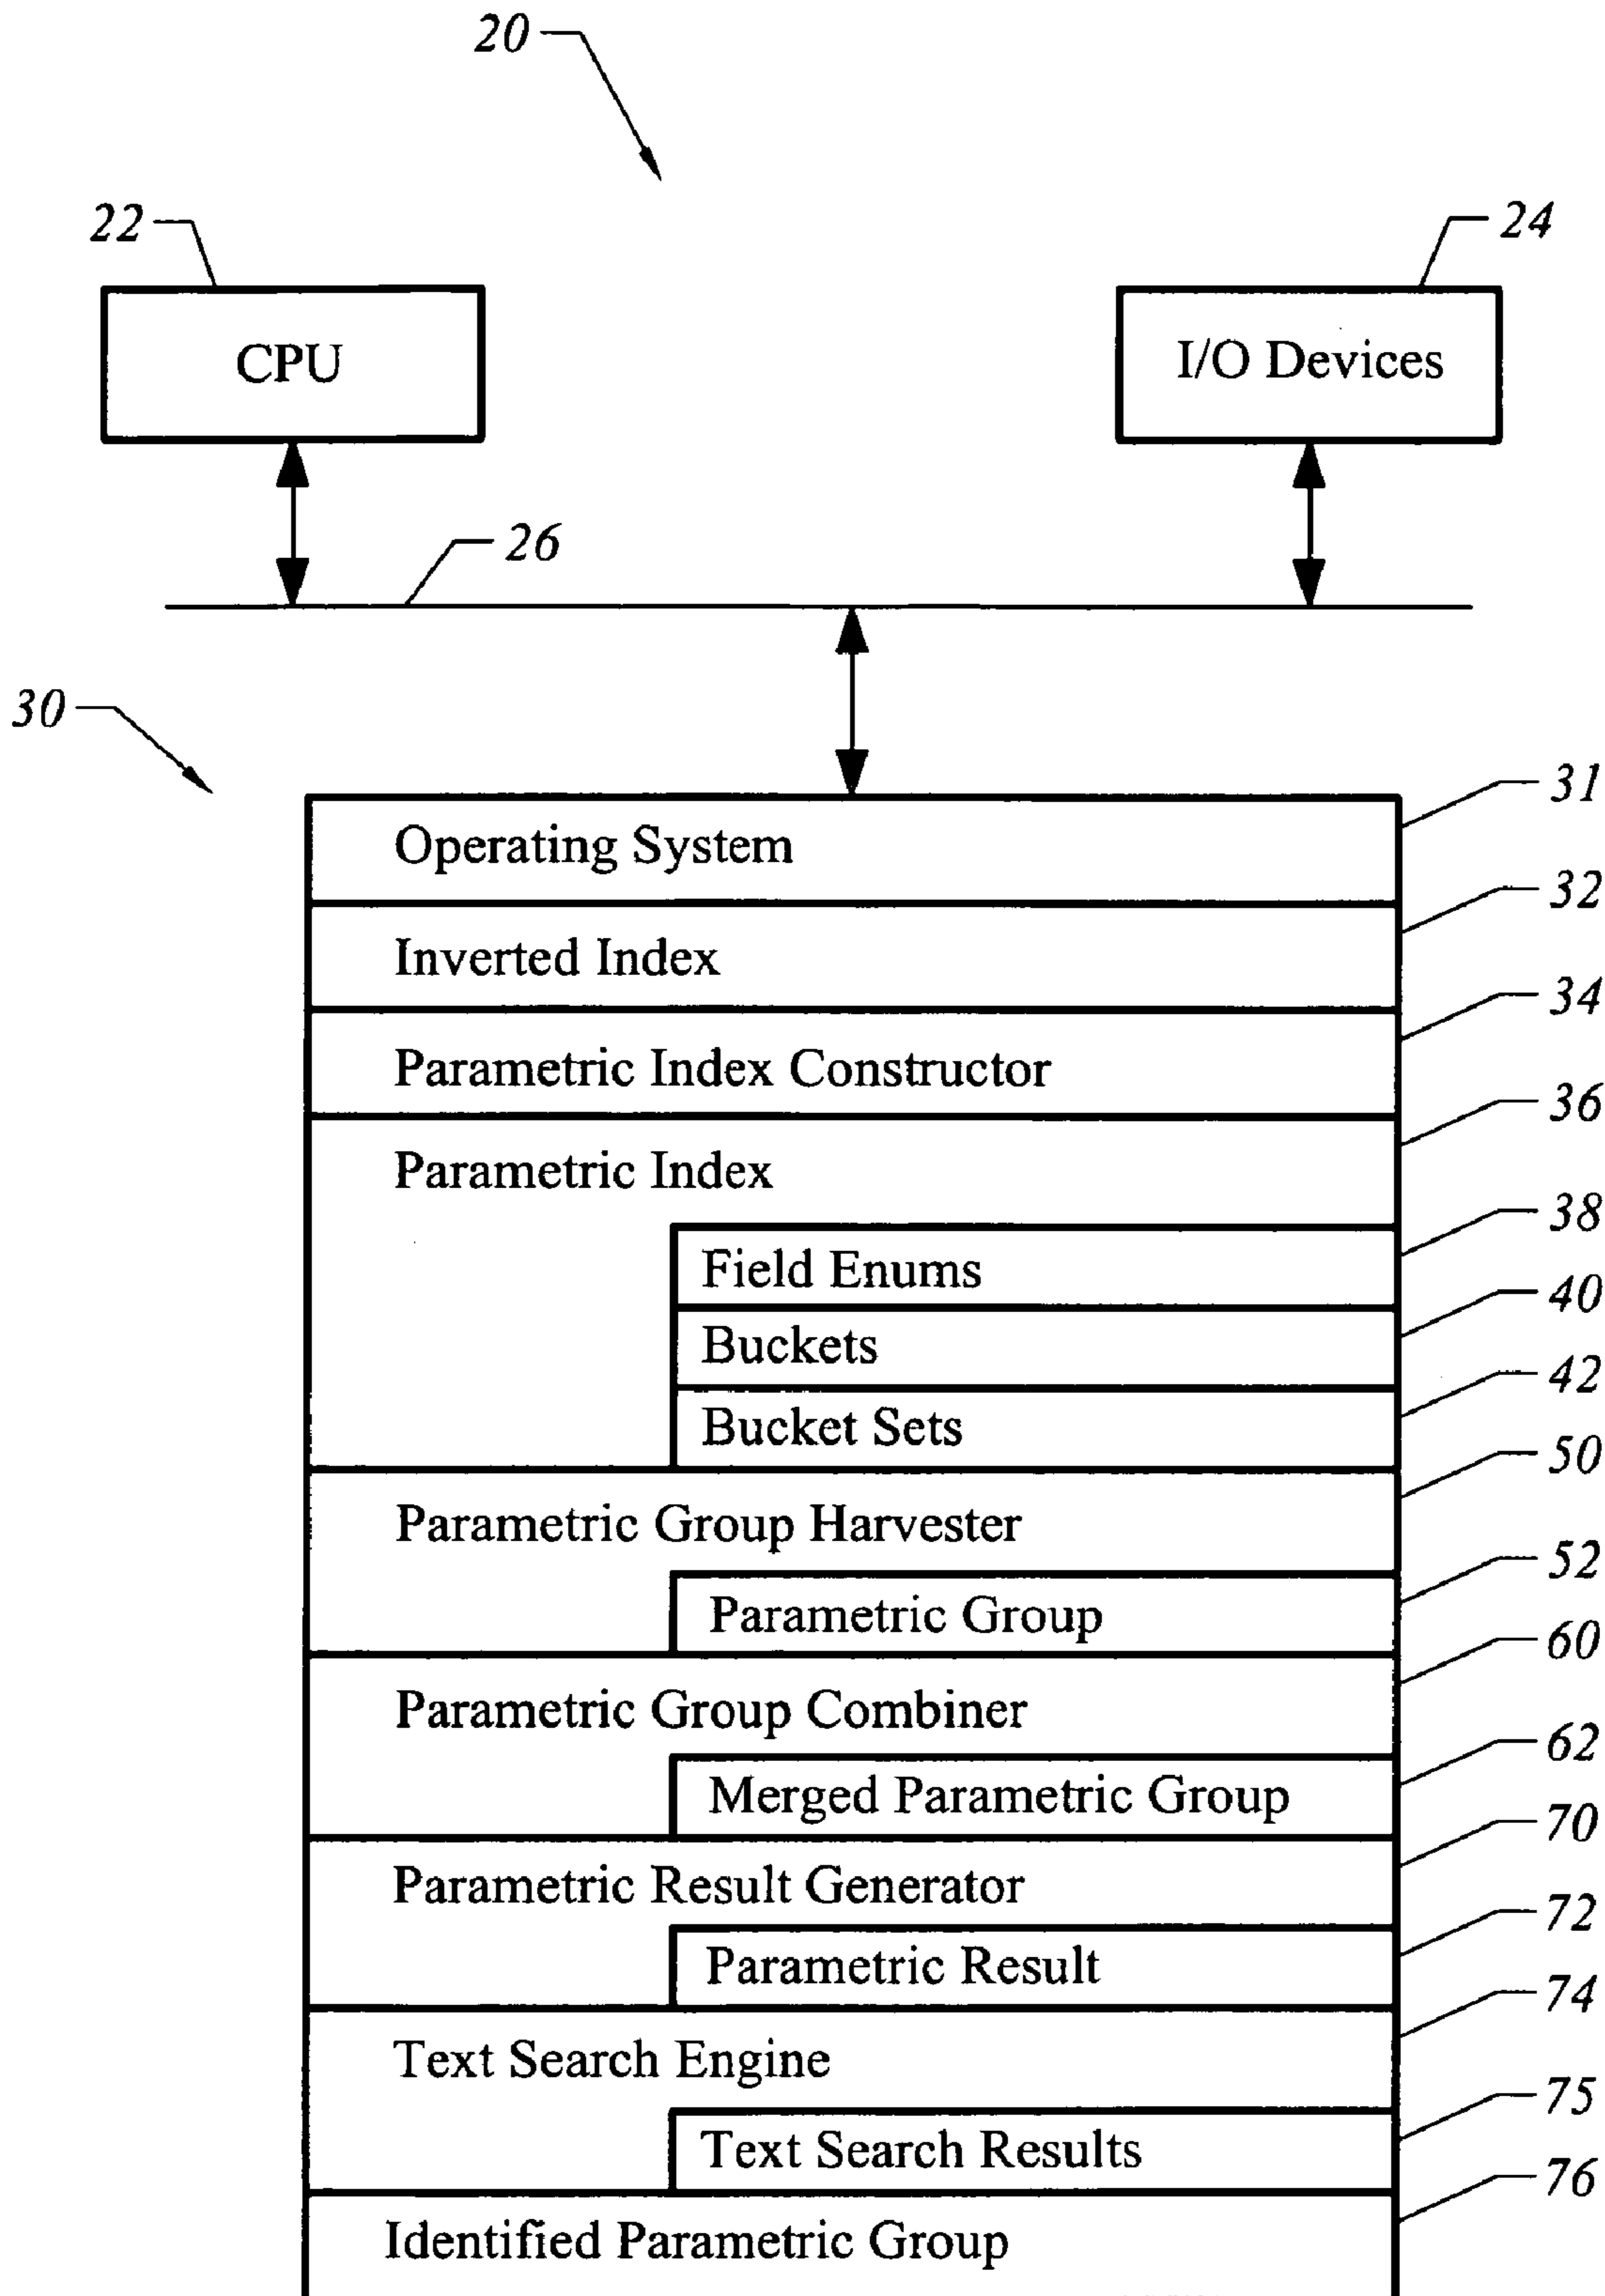 20
22
24
CPU
I/O Devices
26
30
31
Operating System
32
Inverted Index
34
Parametric Index Constructor
36
Parametric Index
38
Field Enums
40
Buckets
42
Bucket Sets
50
Parametric Group Harvester
52
Parametric Group
60
Parametric Group Combiner
62
Merged Parametric Group
70
Parametric Result Generator
72
Parametric Result
74
Text Search Engine
75
Text Search Results
76
Identified Parametric Group